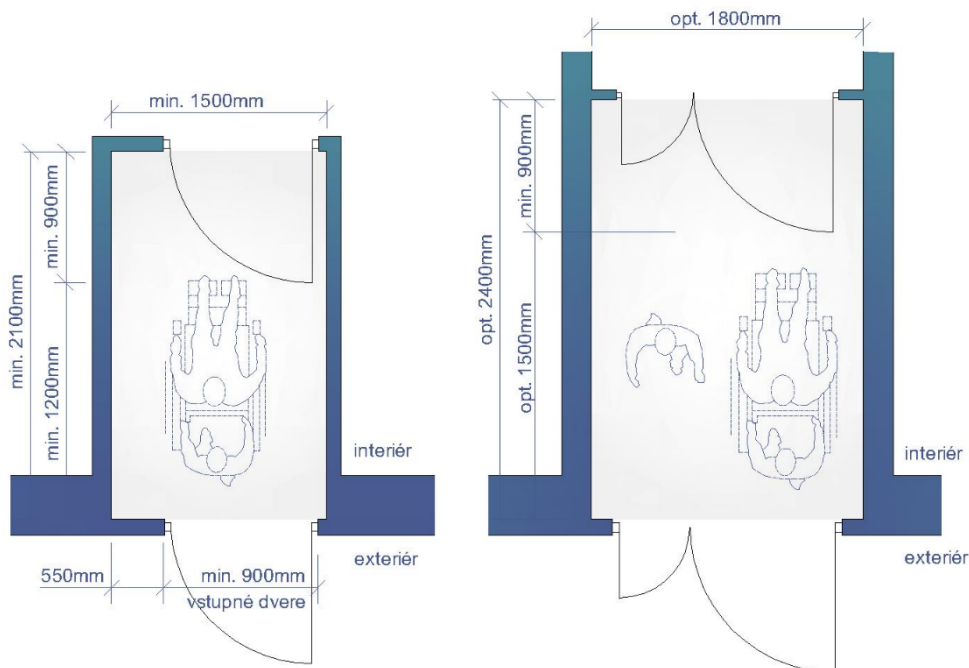 min. 1500mm
min. 2100mm
min. 900mm
min. 1200mm
interiér
exteriér
550mm
min. 900mm
vstupné dvere
opt. 1800mm
opt. 2400mm
min. 900mm
opt. 1500mm
interiér
exteriér